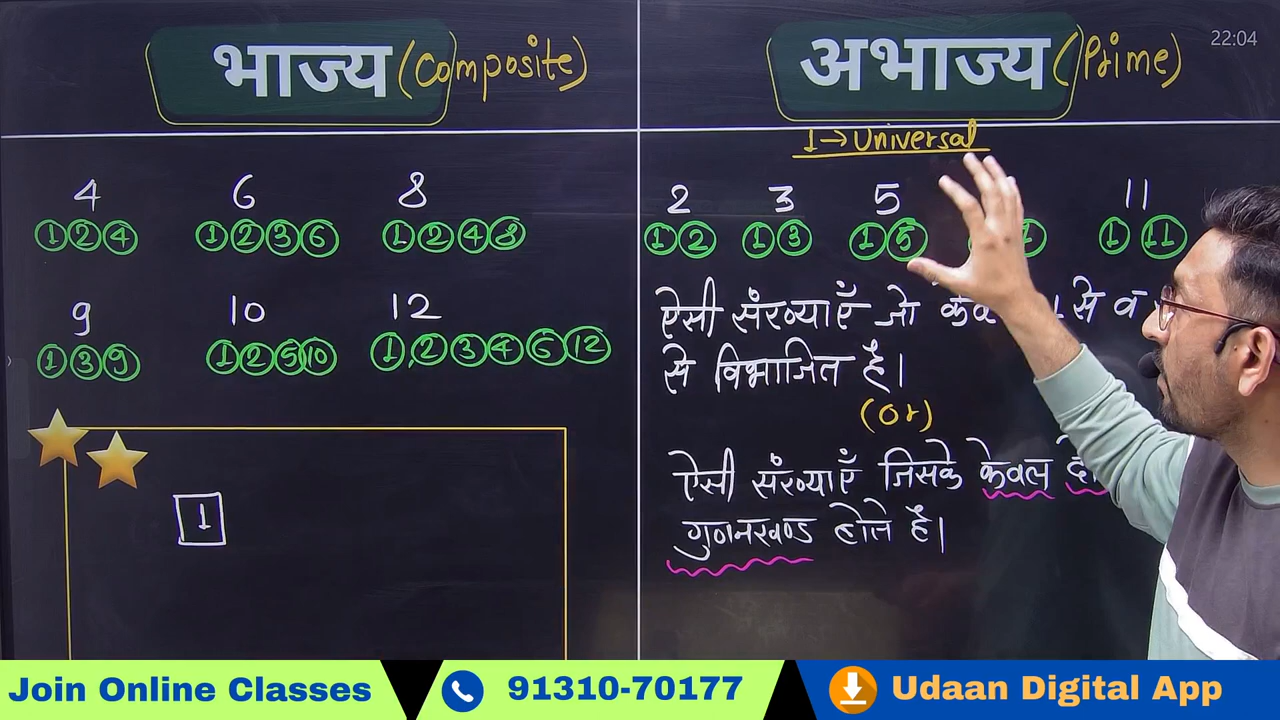 भाज्य (Composite)
4
1 2 4
6
1 2 3 6
8
1 2 4 8
9
1 3 9
10
1 2 5 10
12
1 2 3 4 6 12
1
अभाज्य (Prime)
22:04
1→Universal
2
1 2
3
1 3
5
1 5
11
1 11
ऐसी संख्याएँ जो से व
से विभाजित है।
(Or)
ऐसी संख्याएँ जिसके केवल
गुणनखण्ड होते है।
Join Online Classes
91310-70177
Udaan Digital App